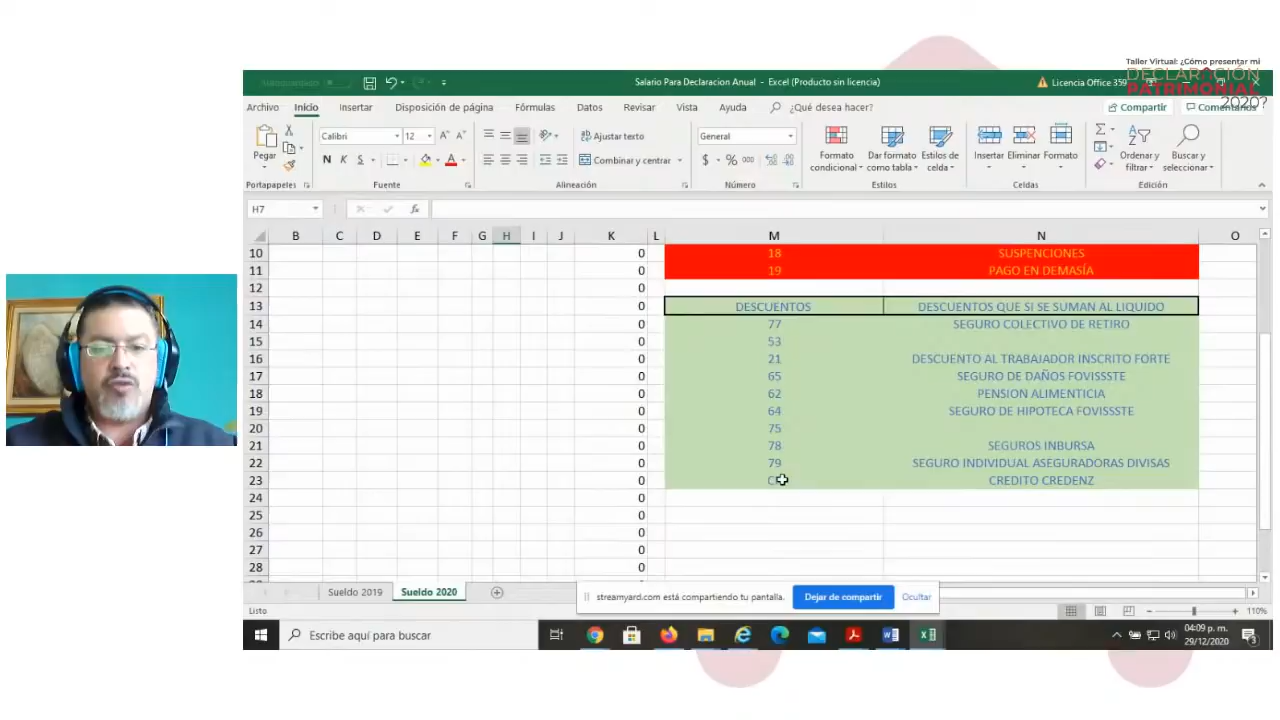 Taller Virtual: ¿Cómo presentar mi
DECLARACIÓN
PATRIMONIAL
2020?
Salario Para Declaracion Anual - Excel (Producto sin licencia)
Licencia Office 359
Archivo Inicio Insertar Disposición de página Fórmulas Datos Revisar Vista Ayuda ¿Qué desea hacer? Compartir
Calibri 12 Ajustar texto General
Pegar N K S Combinar y centrar $ % 000 Formato condicional Dar formato como tabla Estilos de celda Insertar Eliminar Formato Ordenar y filtrar Buscar y seleccionar
Portapapeles Fuente Alineación Número Estilos Celdas Edición
H7 fx
B C D E F G H I J K L M N O
10 0 18 SUSPENCIONES
11 0 19 PAGO EN DEMASÍA
12 0
13 0 DESCUENTOS DESCUENTOS QUE SI SE SUMAN AL LIQUIDO
14 0 77 SEGURO COLECTIVO DE RETIRO
15 0 53
16 0 21 DESCUENTO AL TRABAJADOR INSCRITO FORTE
17 0 65 SEGURO DE DAÑOS FOVISSSTE
18 0 62 PENSION ALIMENTICIA
19 0 64 SEGURO DE HIPOTECA FOVISSSTE
20 0 75
21 0 78 SEGUROS INBURSA
22 0 79 SEGURO INDIVIDUAL ASEGURADORAS DIVISAS
23 0 CREDITO CREDENZ
24 0
25 0
26 0
27 0
28 0
Sueldo 2019 Sueldo 2020
streamyard.com está compartiendo tu pantalla. Dejar de compartir Ocultar
Listo 110%
Escribe aquí para buscar
04:09 p. m.
29/12/2020